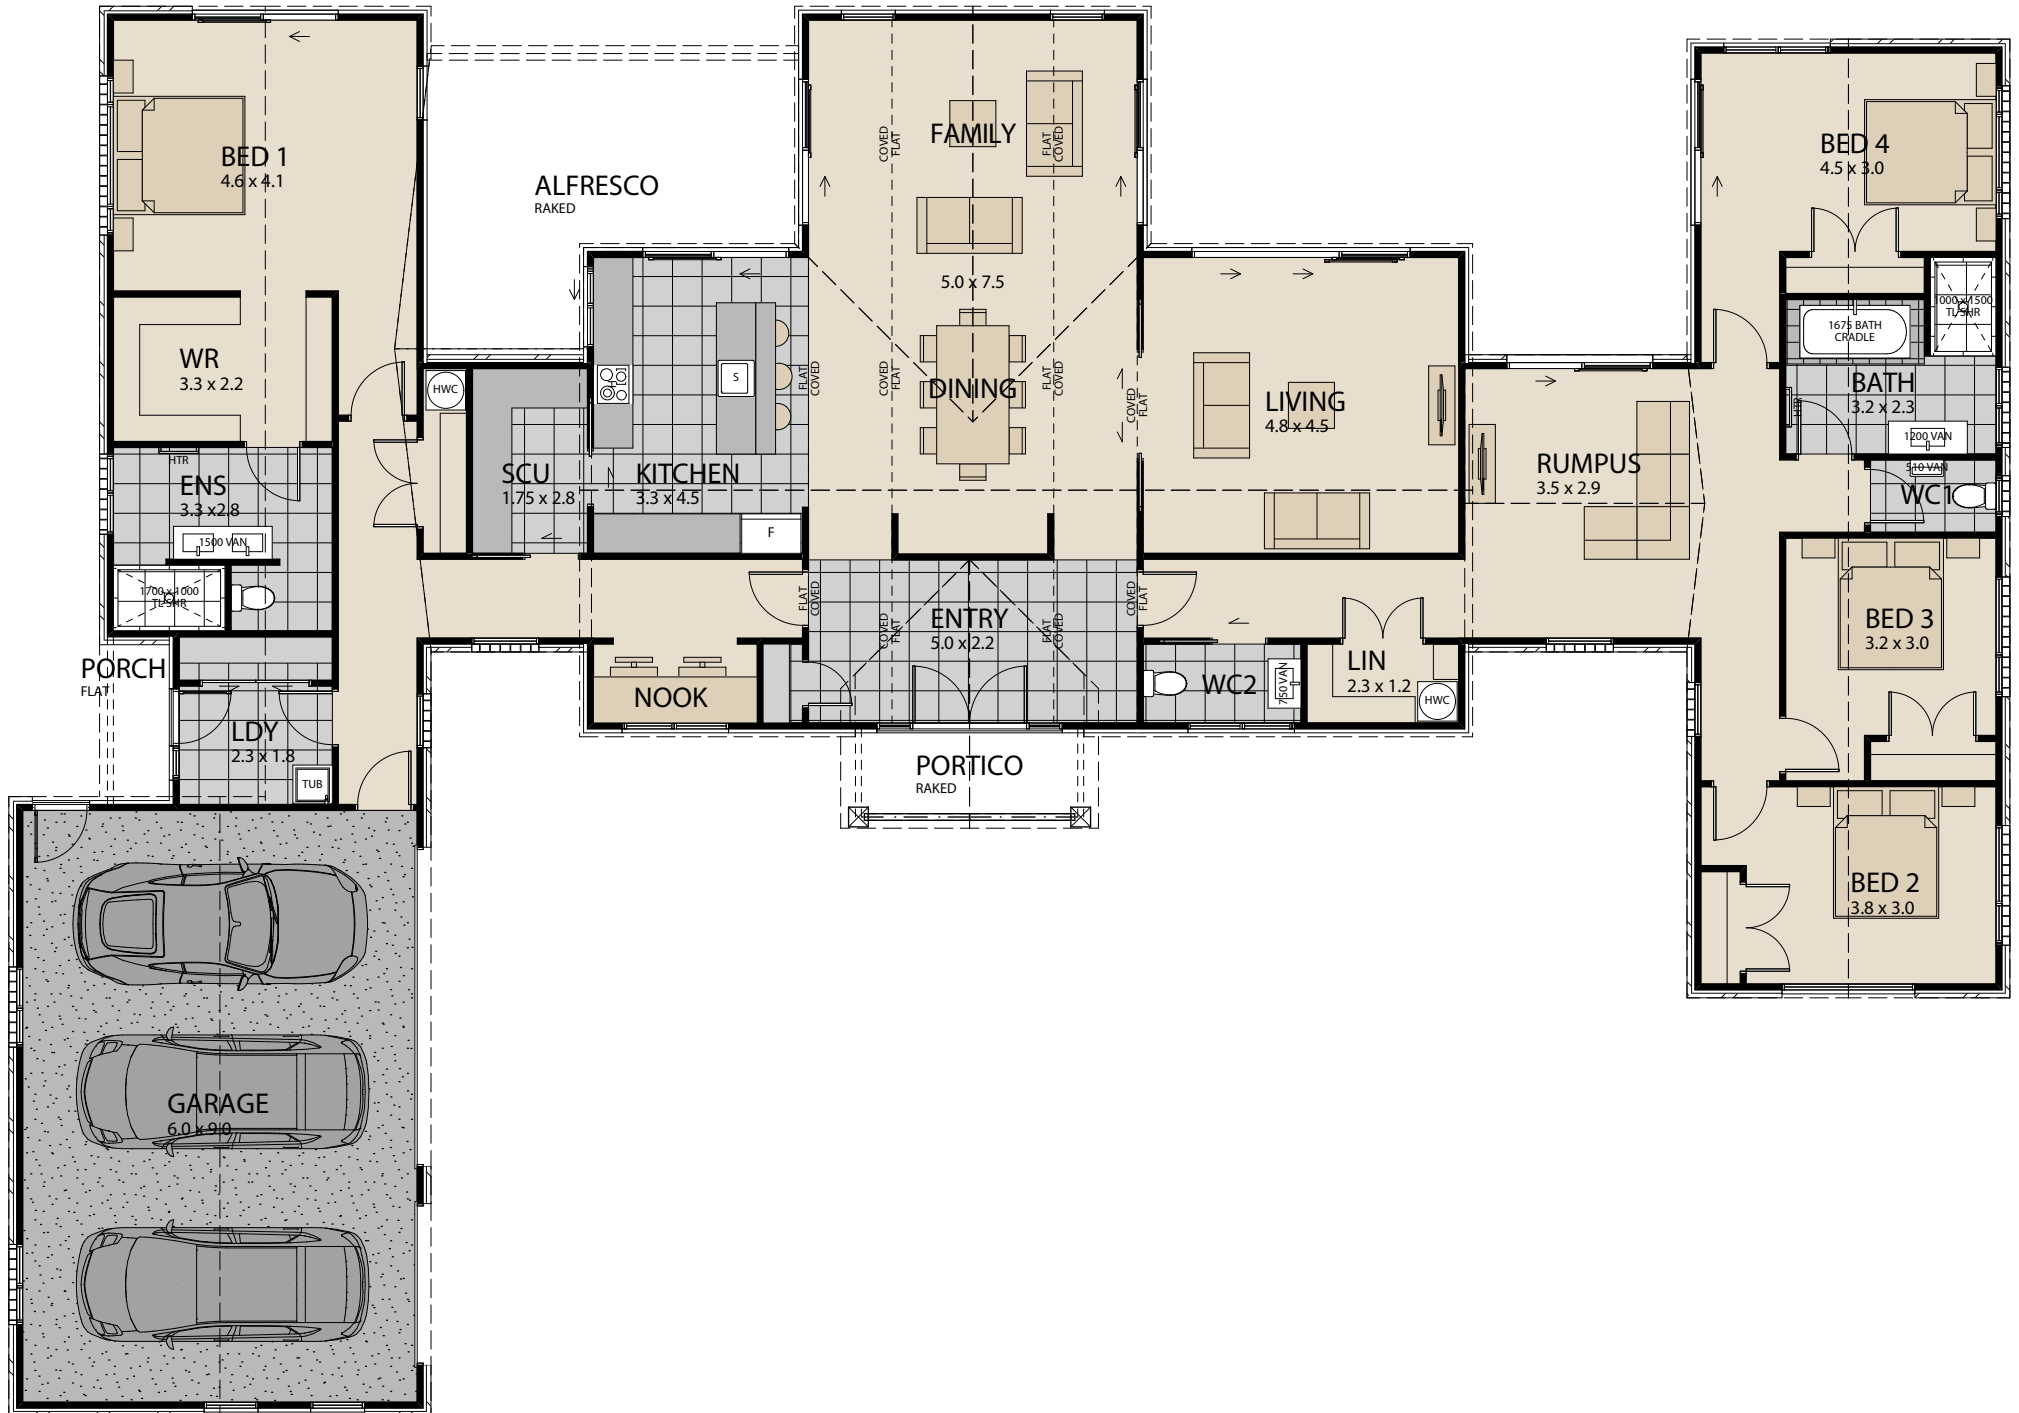 BED 1
4.6 x 4.1
ALFRESCO
RAKED
FAMILY
COVED
FLAT
FLAT
COVED
5.0 x 7.5
BED 4
4.5 x 3.0
WR
3.3 x 2.2
HWC
S
FLAT
COVED
COVED
FLAT
DINING
FLAT
COVED
COVED
FLAT
LIVING
4.8 x 4.5
1000 x 1500
TL SHR
1675 BATH
CRADLE
BATH
3.2 x 2.3
HTR
1200 VAN
HTR
ENS
3.3 x2.8
1500 VAN
SCU
1.75 x 2.8
KITCHEN
3.3 x 4.5
F
RUMPUS
3.5 x 2.9
510 VAN
WC1
1700 x 1000
TL SHR
FLAT
COVED
COVED
FLAT
ENTRY
5.0 x 2.2
FLAT
COVED
COVED
FLAT
BED 3
3.2 x 3.0
PORCH
FLAT
NOOK
WC2
750 VAN
LIN
2.3 x 1.2
HWC
LDY
2.3 x 1.8
TUB
PORTICO
RAKED
BED 2
3.8 x 3.0
GARAGE
6.0 x 9.0